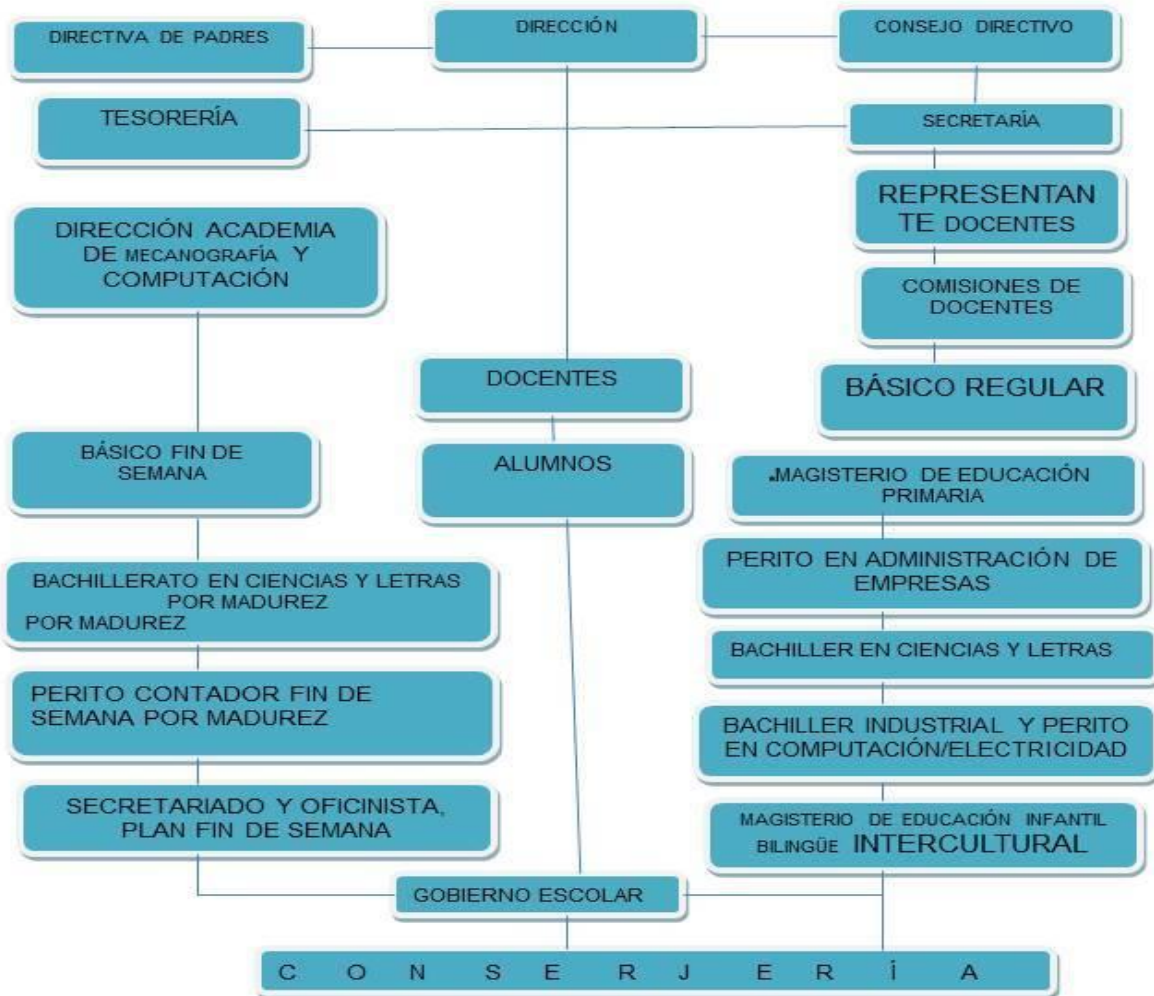 DIRECTIVA DE PADRES
DIRECCIÓN
CONSEJO DIRECTIVO
TESORERÍA
SECRETARÍA
REPRESENTAN
TE DOCENTES
DIRECCIÓN ACADEMIA
DE MECANOGRAFÍA Y
COMPUTACIÓN
COMISIONES DE
DOCENTES
DOCENTES
BÁSICO REGULAR
BÁSICO FIN DE
SEMANA
ALUMNOS
.MAGISTERIO DE EDUCACIÓN
PRIMARIA
BACHILLERATO EN CIENCIAS Y LETRAS
POR MADUREZ
POR MADUREZ
PERITO EN ADMINISTRACIÓN DE
EMPRESAS
BACHILLER EN CIENCIAS Y LETRAS
PERITO CONTADOR FIN DE
SEMANA POR MADUREZ
BACHILLER INDUSTRIAL Y PERITO
EN COMPUTACIÓN/ELECTRICIDAD
SECRETARIADO Y OFICINISTA,
PLAN FIN DE SEMANA
MAGISTERIO DE EDUCACIÓN INFANTIL
BILINGÜE INTERCULTURAL
GOBIERNO ESCOLAR
C O N S E R J E R Í A